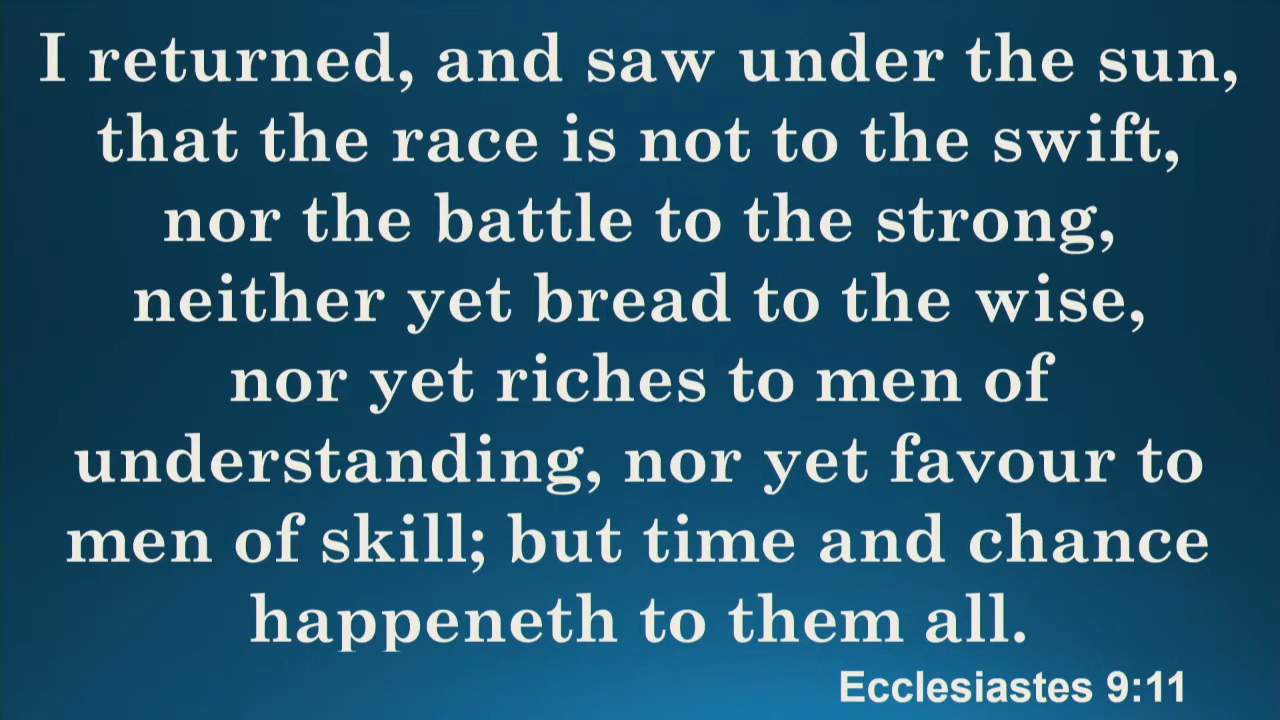 I returned, and saw under the sun,
that the race is not to the swift,
nor the battle to the strong,
neither yet bread to the wise,
nor yet riches to men of
understanding, nor yet favour to
men of skill; but time and chance
happeneth to them all.
Ecclesiastes 9:11